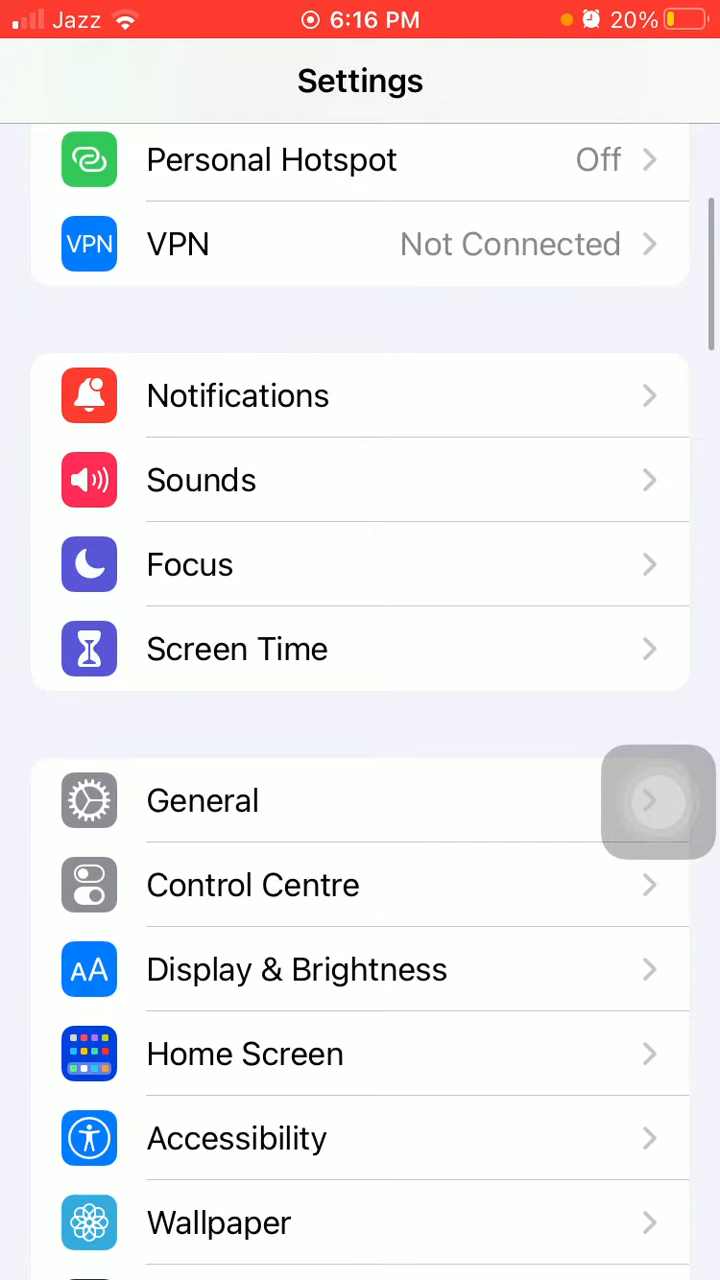 Jazz 6:16 PM 20%
Settings
Personal Hotspot Off
VPN VPN Not Connected
Notifications
Sounds
Focus
Screen Time
General
Control Centre
AA Display & Brightness
Home Screen
Accessibility
Wallpaper